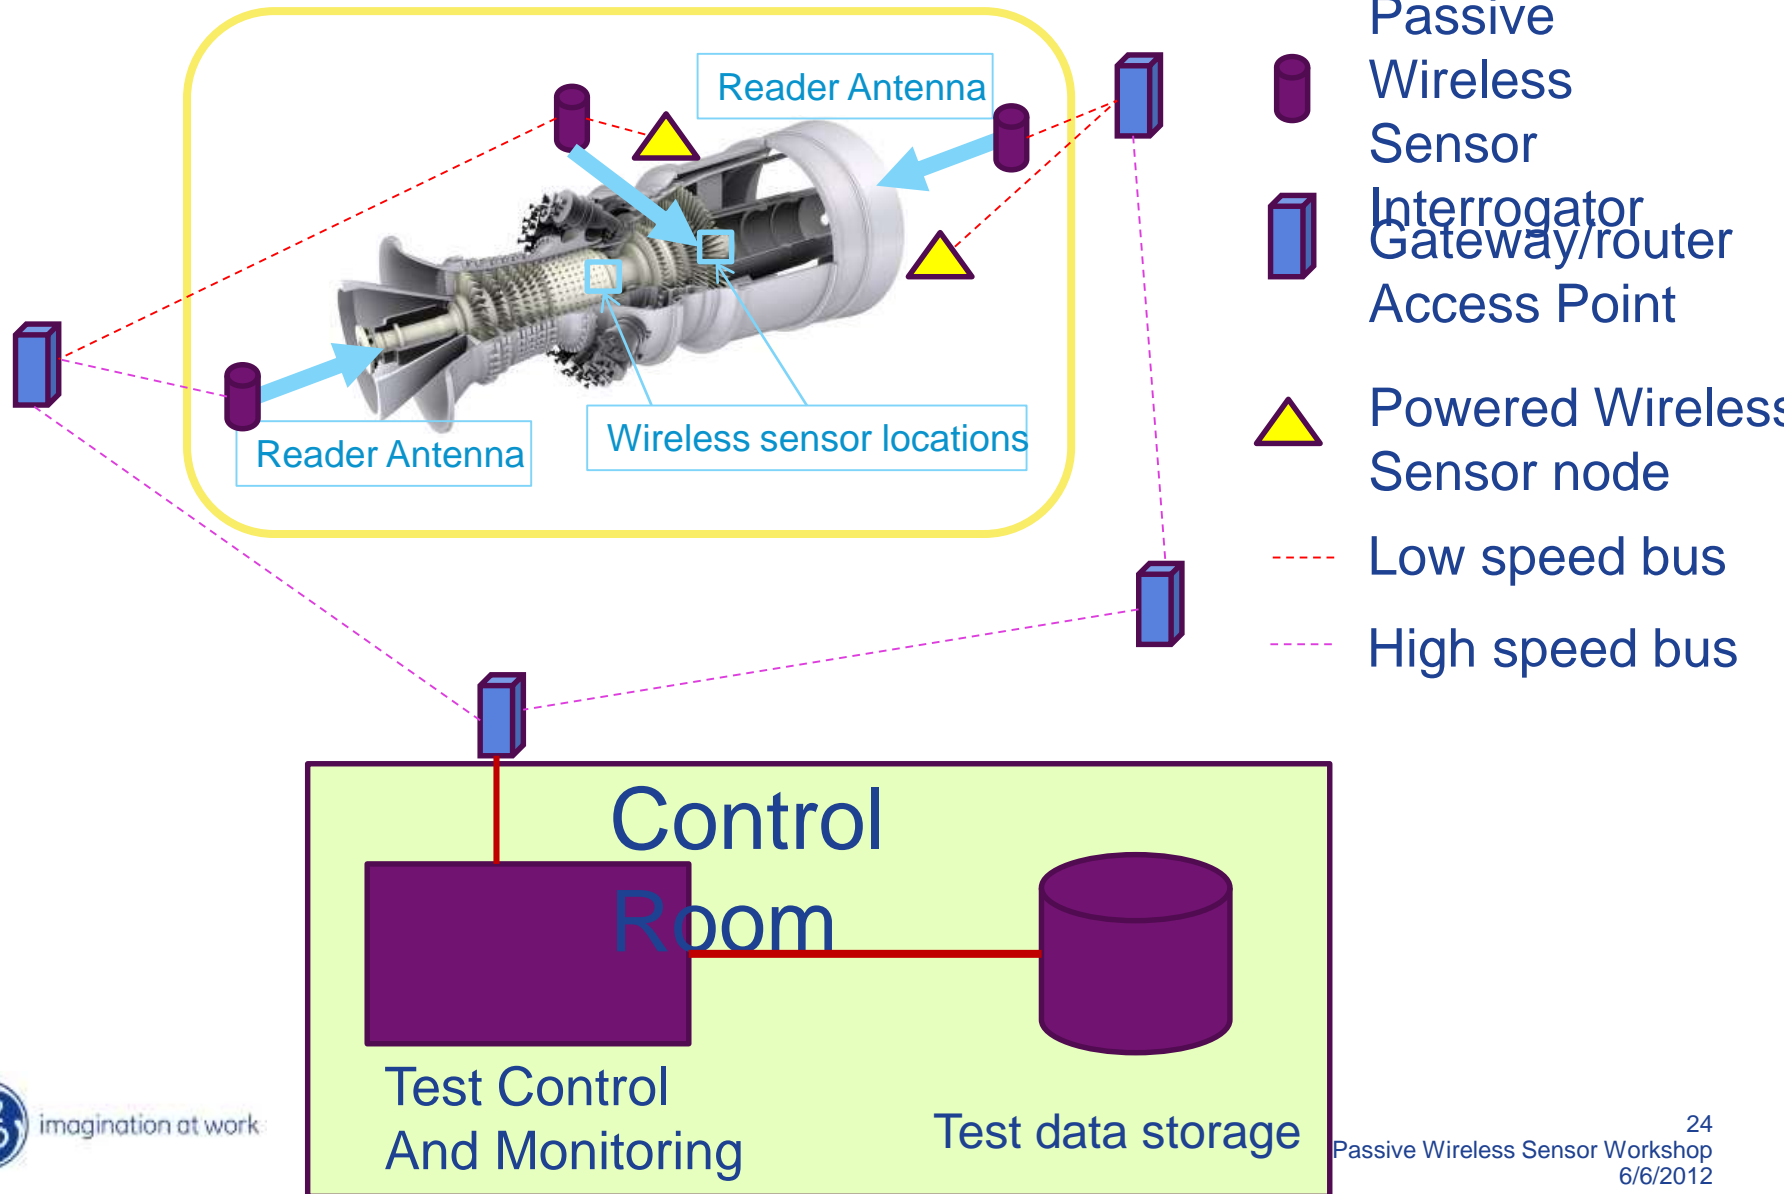 Reader Antenna
Reader Antenna
Wireless sensor locations
Passive
Wireless
Sensor
Interrogator
Gateway/router
Access Point
Powered Wireless
Sensor node
Low speed bus
High speed bus
Control
Room
Test Control
And Monitoring
Test data storage
imagination at work
24
Passive Wireless Sensor Workshop
6/6/2012